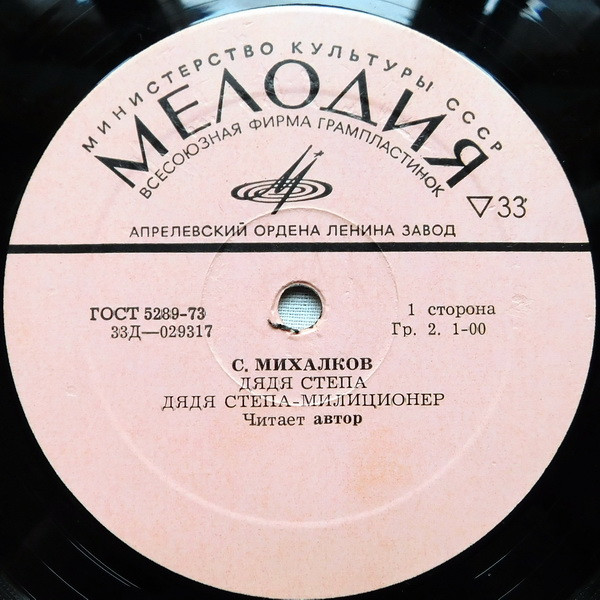 МИНИСТЕРСТВО КУЛЬТУРЫ СССР
МЕЛОДИЯ
ВСЕСОЮЗНАЯ ФИРМА ГРАМПЛАСТИНОК
33
АПРЕЛЕВСКИЙ ОРДЕНА ЛЕНИНА ЗАВОД
ГОСТ 5289-73
1 сторона
33Д—029317
Гр. 2. 1-00
С. МИХАЛКОВ
ДЯДЯ СТЕПА
ДЯДЯ СТЕПА-МИЛИЦИОНЕР
Читает автор